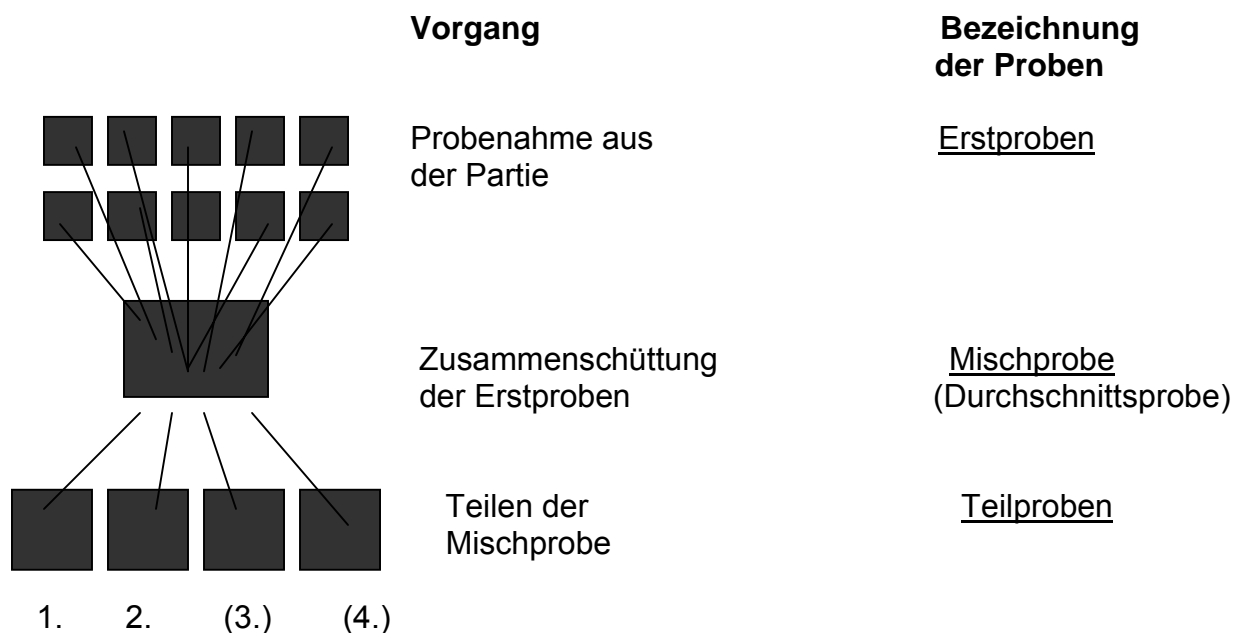 Vorgang
Bezeichnung
der Proben
Probenahme aus
der Partie
Erstproben
Zusammenschüttung
der Erstproben
Mischprobe
(Durchschnittsprobe)
Teilen der
Mischprobe
Teilproben
1. 2. (3.) (4.)